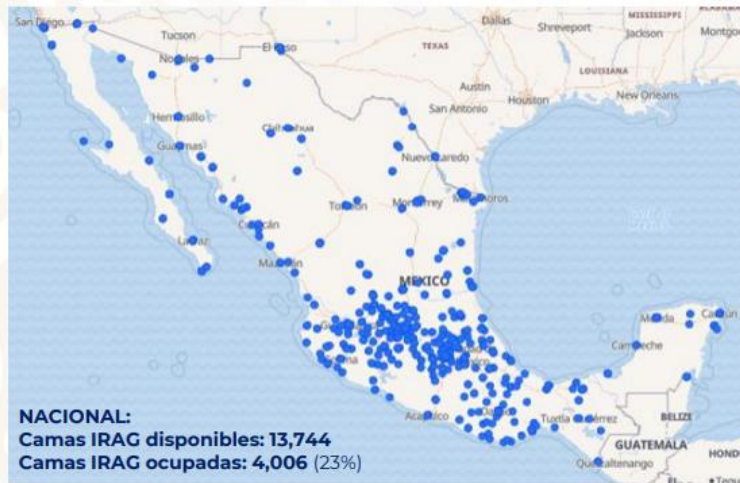 San Diego
Tucson
Nogales
El Paso
Dallas
Shreveport
MISSISSIPPI
Jackson
ALABAMA
TEXAS
LOUISIANA
Austin
San Antonio
Houston
New Orleans
Hermosillo
Chihuahua
Guaymas
Nuevo Laredo
Torreón
Monterrey
Matamoros
Culiacán
La Paz
Mazatlán
MEXICO
Mérida
Cancún
Campeche
Acapulco
Tuxtla Gutiérrez
BELIZE
GUATEMALA
Quetzaltenango
NACIONAL:
Camas IRAG disponibles: 13,744
Camas IRAG ocupadas: 4,006 (23%)